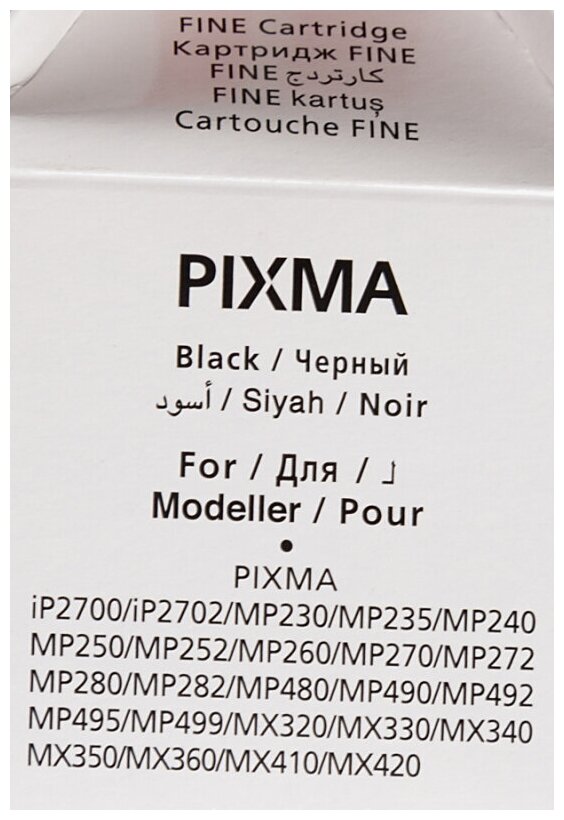 FINE Cartridge
Картридж FINE
كارتردج FINE
FINE kartuş
Cartouche FINE
PIXMA
Black / Черный
أسود / Siyah / Noir
For / Для / لـ
Modeller / Pour
•
PIXMA
iP2700/iP2702/MP230/MP235/MP240
MP250/MP252/MP260/MP270/MP272
MP280/MP282/MP480/MP490/MP492
MP495/MP499/MX320/MX330/MX340
MX350/MX360/MX410/MX420